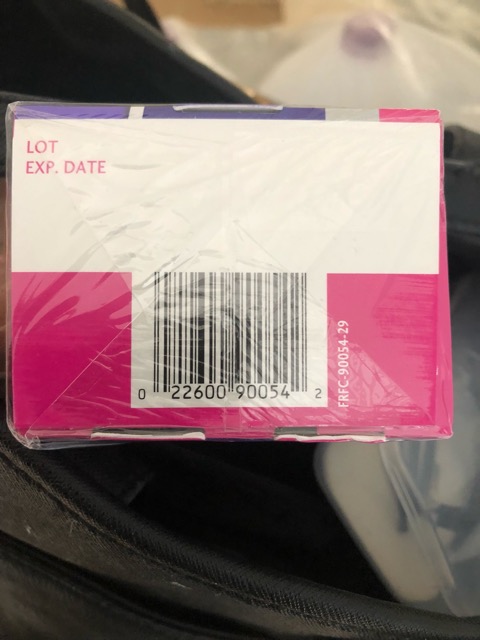 LOT
EXP. DATE
0 22600 90054 2
FRFC-90054-29